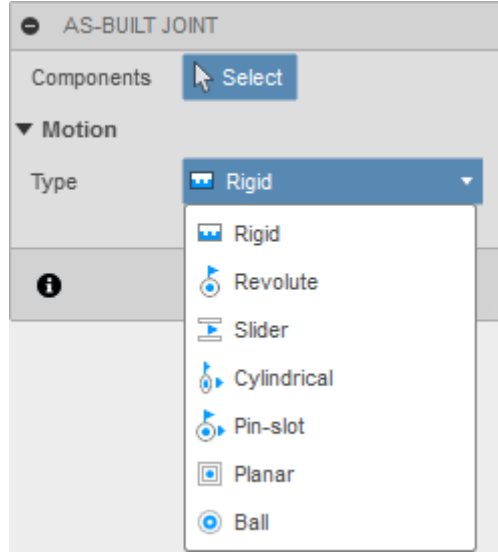 AS-BUILT JOINT
Components Select
Motion
Type Rigid
Rigid
Revolute
Slider
Cylindrical
Pin-slot
Planar
Ball